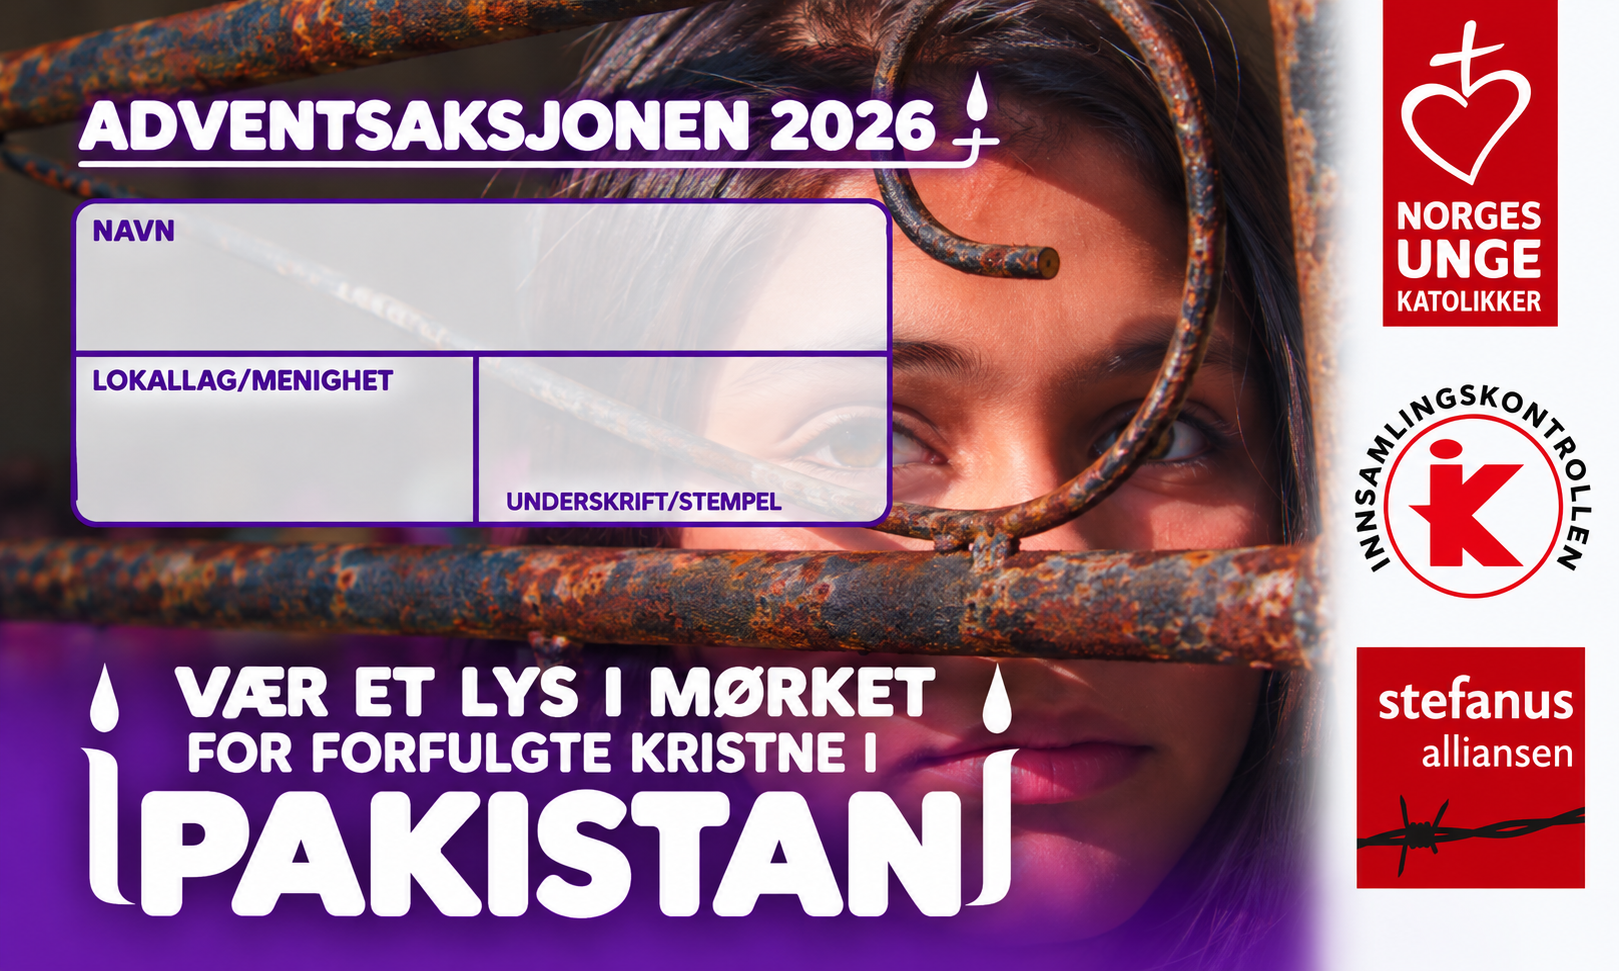 ADVENTSAKSJONEN 2026
NAVN
LOKALLAG/MENIGHET
UNDERSKRIFT/STEMPEL
VÆR ET LYS I MØRKET
FOR FORFULGTE KRISTNE I
PAKISTAN
NORGES
UNGE
KATOLIKKER
INNSAMLINGSKONTROLLEN
iK
stefanus
alliansen